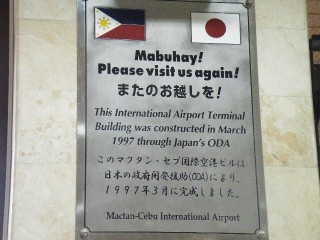 Mabuhay!
Please visit us again!
またのお越しを!
This International Airport Terminal
Building was constructed in March
1997 through Japan's ODA
このマクタン・セブ国際空港ビルは
日本の政府開発援助(ODA)により、
1997年3月に完成しました。
Mactan-Cebu International Airport